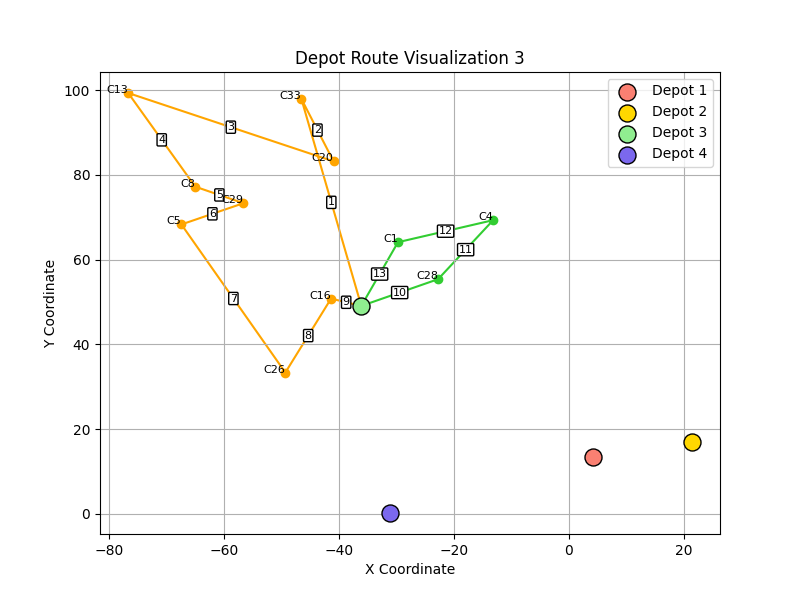 Depot Route Visualization 3
Depot 1
Depot 2
Depot 3
Depot 4
C13
C33
3
2
4
C20
C8
5
C29
1
6
C5
C4
12
C1
11
13
C28
10
C16
9
7
8
C26
100
80
60
40
20
0
Y Coordinate
−80
−60
−40
−20
0
20
X Coordinate